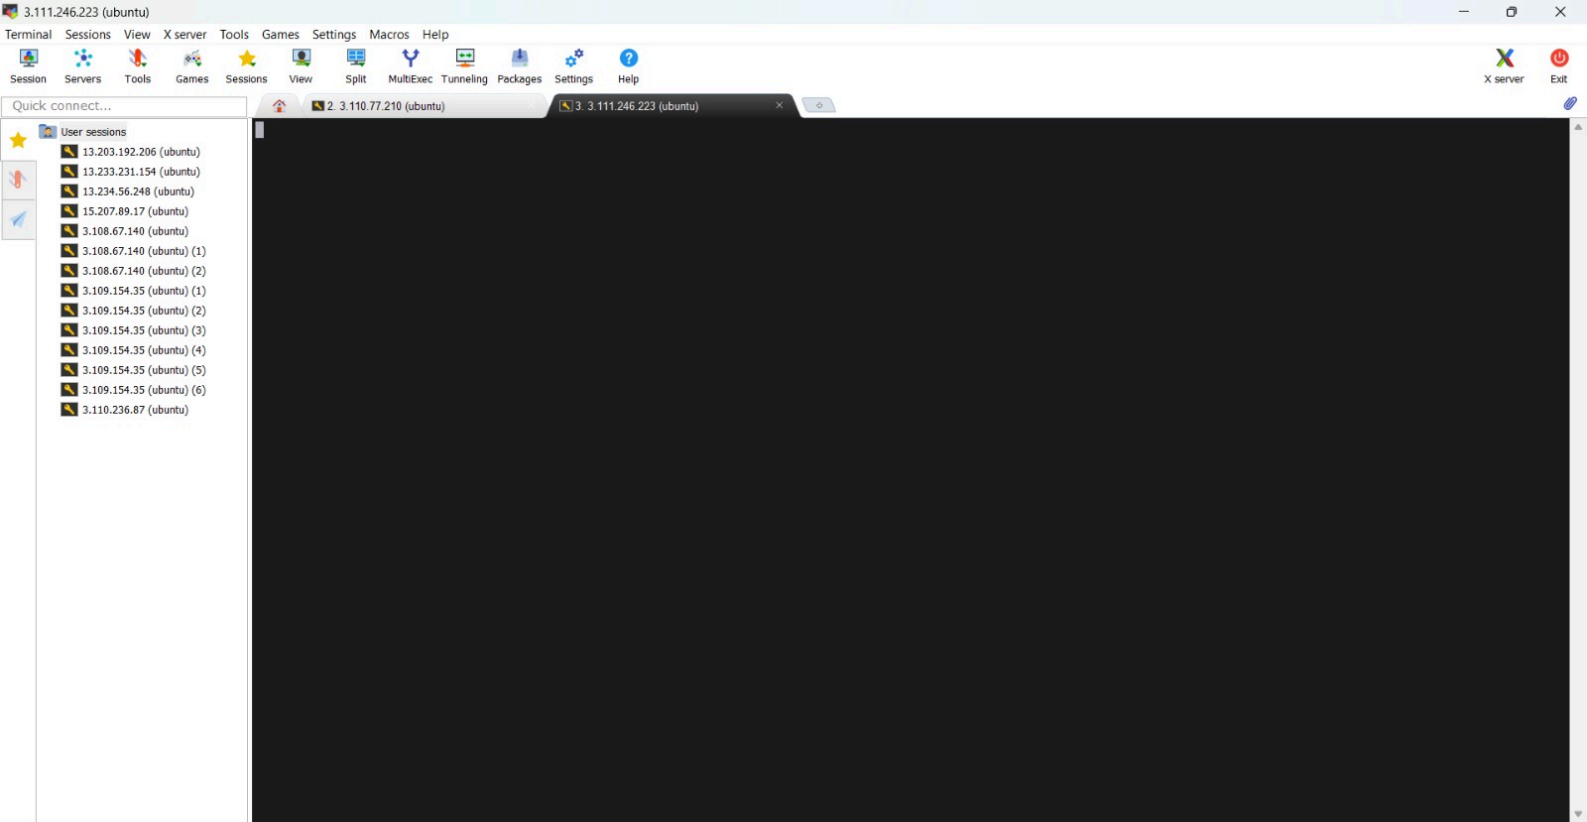 3.111.246.223 (ubuntu)
Terminal Sessions View X server Tools Games Settings Macros Help
Session Servers Tools Games Sessions View Split MultiExec Tunneling Packages Settings Help X server Exit
Quick connect...
2. 3.110.77.210 (ubuntu)
3. 3.111.246.223 (ubuntu)
User sessions
13.203.192.206 (ubuntu)
13.233.231.154 (ubuntu)
13.234.56.248 (ubuntu)
15.207.89.17 (ubuntu)
3.108.67.140 (ubuntu)
3.108.67.140 (ubuntu) (1)
3.108.67.140 (ubuntu) (2)
3.109.154.35 (ubuntu) (1)
3.109.154.35 (ubuntu) (2)
3.109.154.35 (ubuntu) (3)
3.109.154.35 (ubuntu) (4)
3.109.154.35 (ubuntu) (5)
3.109.154.35 (ubuntu) (6)
3.110.236.87 (ubuntu)